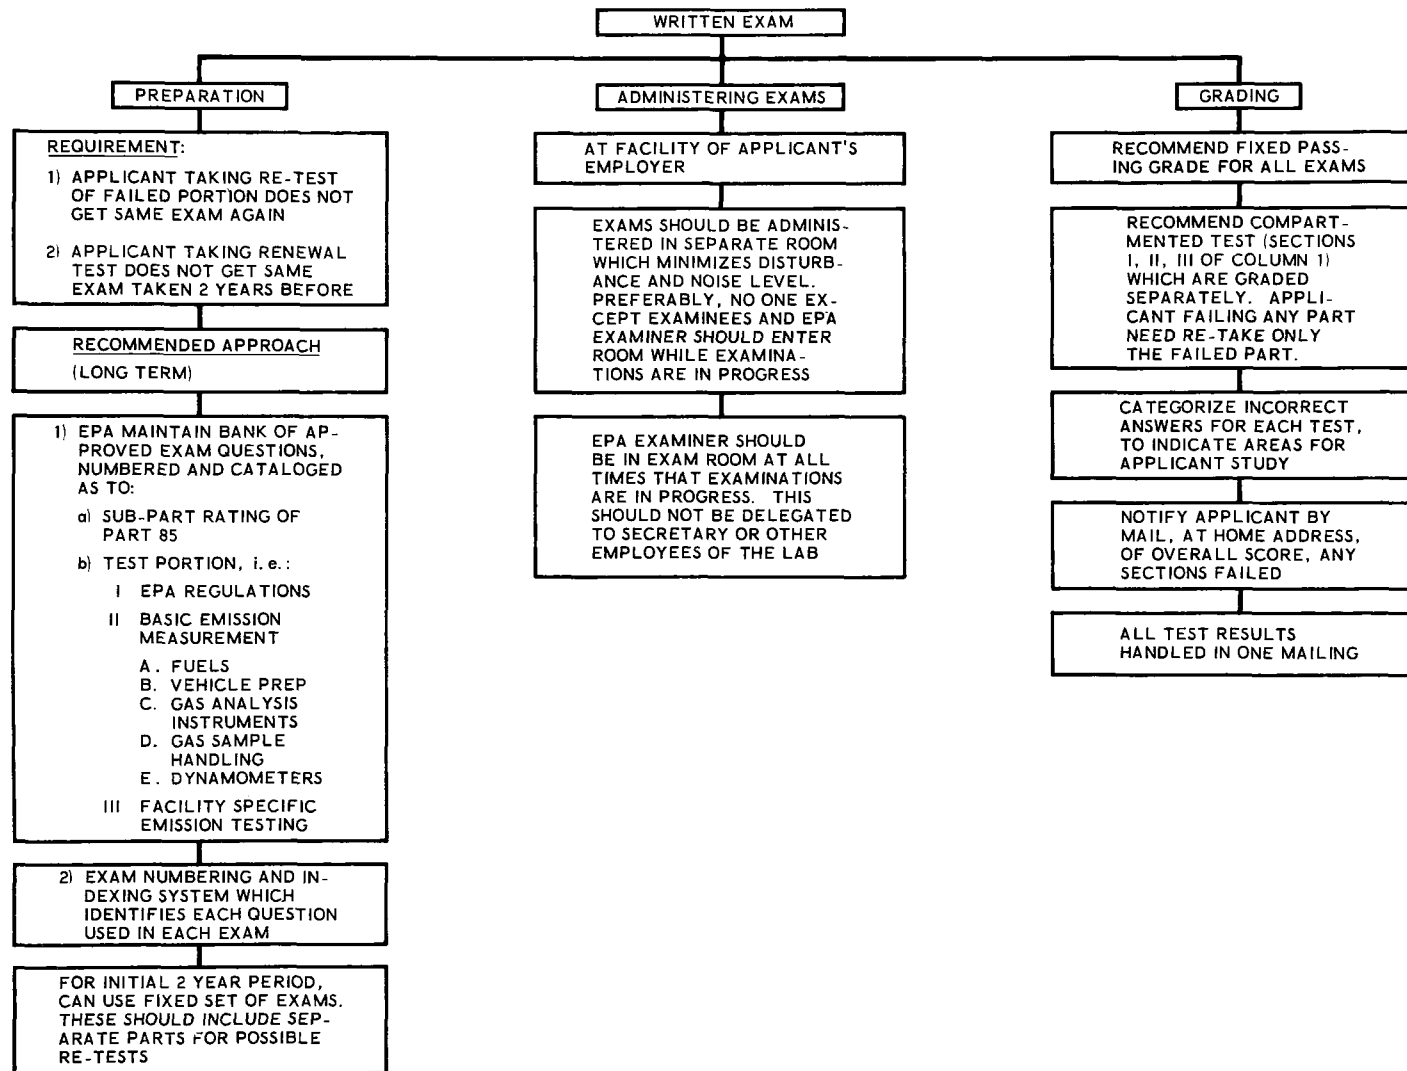 WRITTEN EXAM
PREPARATION
REQUIREMENT:
1) APPLICANT TAKING RE-TEST
OF FAILED PORTION DOES NOT
GET SAME EXAM AGAIN
2) APPLICANT TAKING RENEWAL
TEST DOES NOT GET SAME
EXAM TAKEN 2 YEARS BEFORE
RECOMMENDED APPROACH
(LONG TERM)
1) EPA MAINTAIN BANK OF AP-
PROVED EXAM QUESTIONS,
NUMBERED AND CATALOGED
AS TO:
a) SUB-PART RATING OF
PART 85
b) TEST PORTION, i.e.:
I EPA REGULATIONS
II BASIC EMISSION
MEASUREMENT
A. FUELS
B. VEHICLE PREP
C. GAS ANALYSIS
INSTRUMENTS
D. GAS SAMPLE
HANDLING
E. DYNAMOMETERS
III FACILITY SPECIFIC
EMISSION TESTING
2) EXAM NUMBERING AND IN-
DEXING SYSTEM WHICH
IDENTIFIES EACH QUESTION
USED IN EACH EXAM
FOR INITIAL 2 YEAR PERIOD,
CAN USE FIXED SET OF EXAMS.
THESE SHOULD INCLUDE SEP-
ARATE PARTS FOR POSSIBLE
RE-TESTS
ADMINISTERING EXAMS
AT FACILITY OF APPLICANT'S
EMPLOYER
EXAMS SHOULD BE ADMINIS-
TERED IN SEPARATE ROOM
WHICH MINIMIZES DISTURB-
ANCE AND NOISE LEVEL.
PREFERABLY, NO ONE EX-
CEPT EXAMINEES AND EPA
EXAMINER SHOULD ENTER
ROOM WHILE EXAMINA-
TIONS ARE IN PROGRESS
EPA EXAMINER SHOULD
BE IN EXAM ROOM AT ALL
TIMES THAT EXAMINATIONS
ARE IN PROGRESS. THIS
SHOULD NOT BE DELEGATED
TO SECRETARY OR OTHER
EMPLOYEES OF THE LAB
GRADING
RECOMMEND FIXED PASS-
ING GRADE FOR ALL EXAMS
RECOMMEND COMPART-
MENTED TEST (SECTIONS
I, II, III OF COLUMN 1)
WHICH ARE GRADED
SEPARATELY. APPLI-
CANT FAILING ANY PART
NEED RE-TAKE ONLY
THE FAILED PART.
CATEGORIZE INCORRECT
ANSWERS FOR EACH TEST,
TO INDICATE AREAS FOR
APPLICANT STUDY
NOTIFY APPLICANT BY
MAIL, AT HOME ADDRESS,
OF OVERALL SCORE, ANY
SECTIONS FAILED
ALL TEST RESULTS
HANDLED IN ONE MAILING